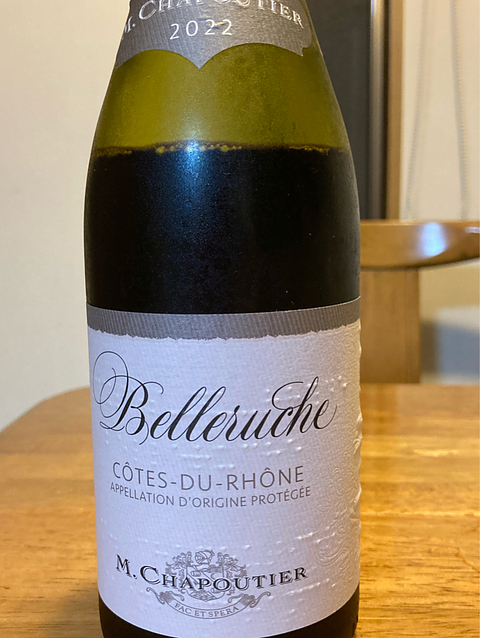 M. CHAPOUTIER
2022
Belleruche
CÔTES-DU-RHÔNE
APPELLATION D'ORIGINE PROTÉGÉE
M. CHAPOUTIER
FAC ET SPERA